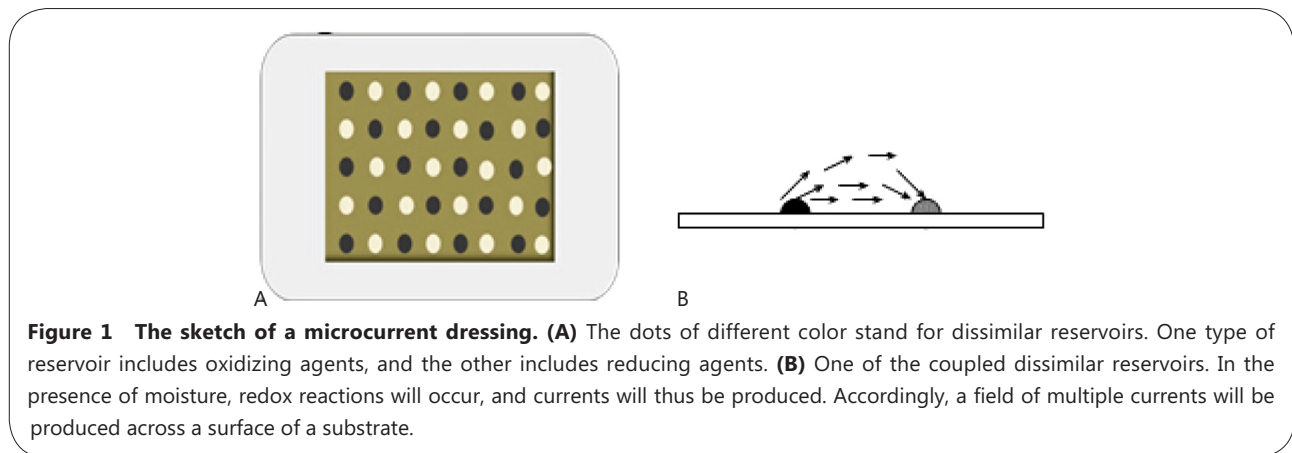 A
B
Figure 1 The sketch of a microcurrent dressing. (A) The dots of different color stand for dissimilar reservoirs. One type of
reservoir includes oxidizing agents, and the other includes reducing agents. (B) One of the coupled dissimilar reservoirs. In the
presence of moisture, redox reactions will occur, and currents will thus be produced. Accordingly, a field of multiple currents will be
produced across a surface of a substrate.